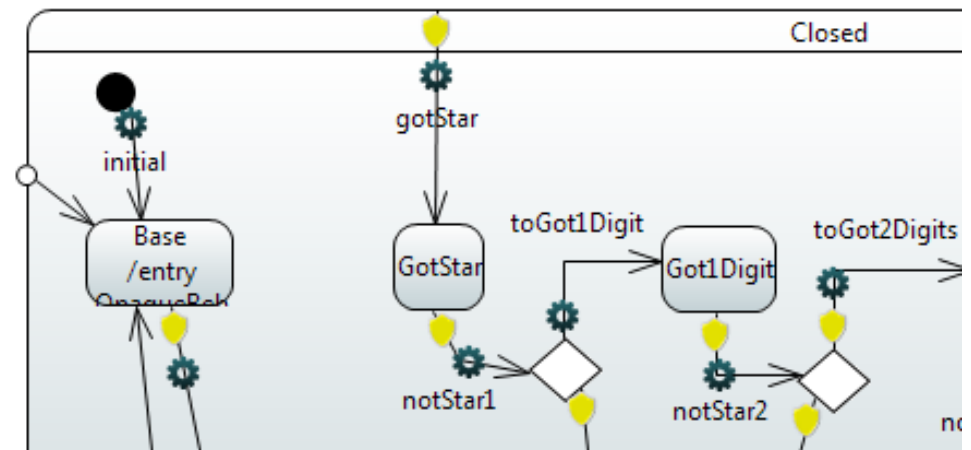 Closed
gotStar
initial
Base
/entry
toGot1Digit
toGot2Digits
GotStar
Got1Digit
notStar1
notStar2